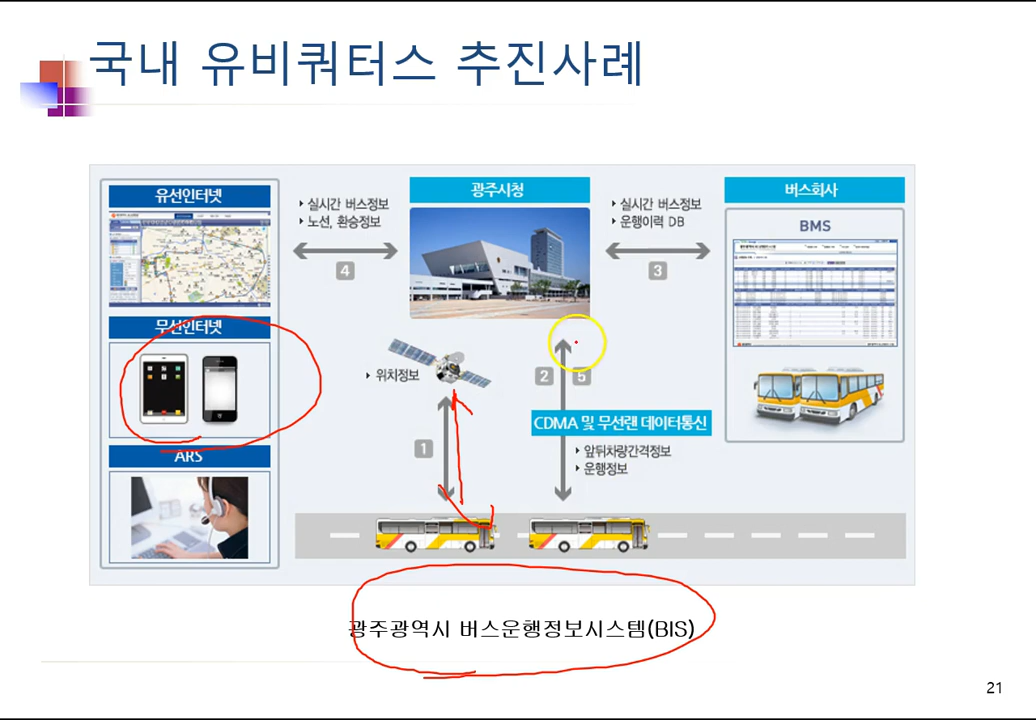 국내 유비쿼터스 추진사례
유선인터넷
무선인터넷
ARS
▸ 실시간 버스정보
▸ 노선, 환승정보
4
광주시청
▸ 실시간 버스정보
▸ 운행이력 DB
3
버스회사
BMS
▸ 위치정보
1
2
5
CDMA 및 무선랜 데이터통신
▸ 앞뒤차량간격정보
▸ 운행정보
광주광역시 버스운행정보시스템(BIS)
21